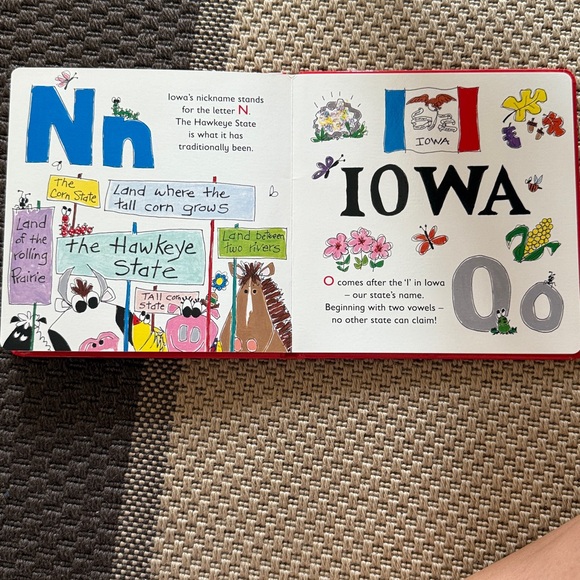 Nn
Iowa's nickname stands
for the letter N.
The Hawkeye State
is what it has
traditionally been.
The
Corn State
Land where the
tall corn grows
Land
of the
rolling
Prairie
the Hawkeye
State
Land between
two rivers
Tall corn
State
IOWA
IOWA
O comes after the 'I' in Iowa
– our state's name.
Beginning with two vowels –
no other state can claim!
Oo